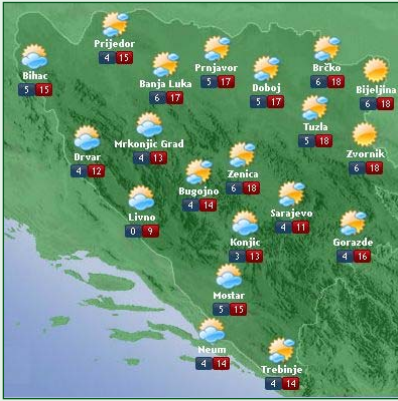 Prijedor
4 15
Bihac
5 15
Banja Luka
6 17
Prnjavor
5 17
Doboj
5 17
Brčko
6 18
Bijeljina
6 18
Tuzla
5 18
Zvornik
6 18
Drvar
4 12
Mrkonjic Grad
4 13
Zenica
6 18
Bugojno
4 14
Livno
0 9
Sarajevo
4 11
Konjic
3 13
Gorazde
4 16
Mostar
5 15
Neum
4 14
Trebinje
4 14